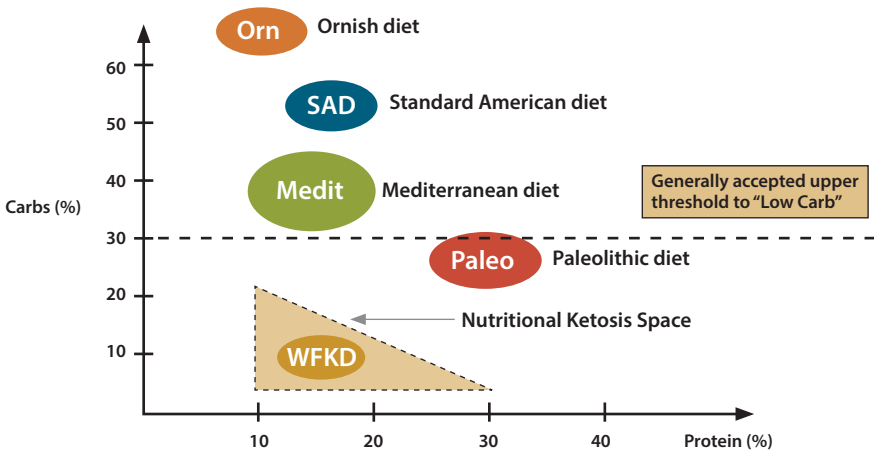 Orn
Ornish diet
60
SAD
Standard American diet
50
Medit
Mediterranean diet
40
Generally accepted upper
threshold to “Low Carb”
Carbs (%)
30
Paleo
Paleolithic diet
20
Nutritional Ketosis Space
WFKD
10
10
20
30
40
Protein (%)